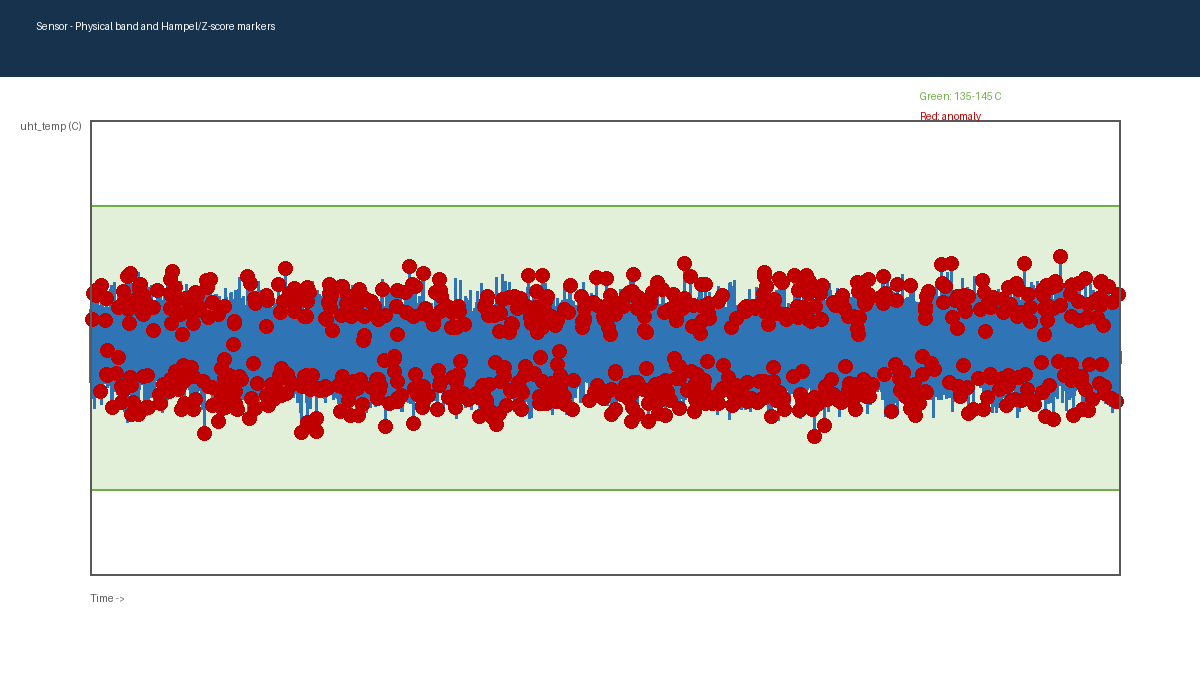 Sensor - Physical band and Hampel/Z-score markers
Green: 135-145 C
Red: anomaly
uht_temp (C)
Time ->